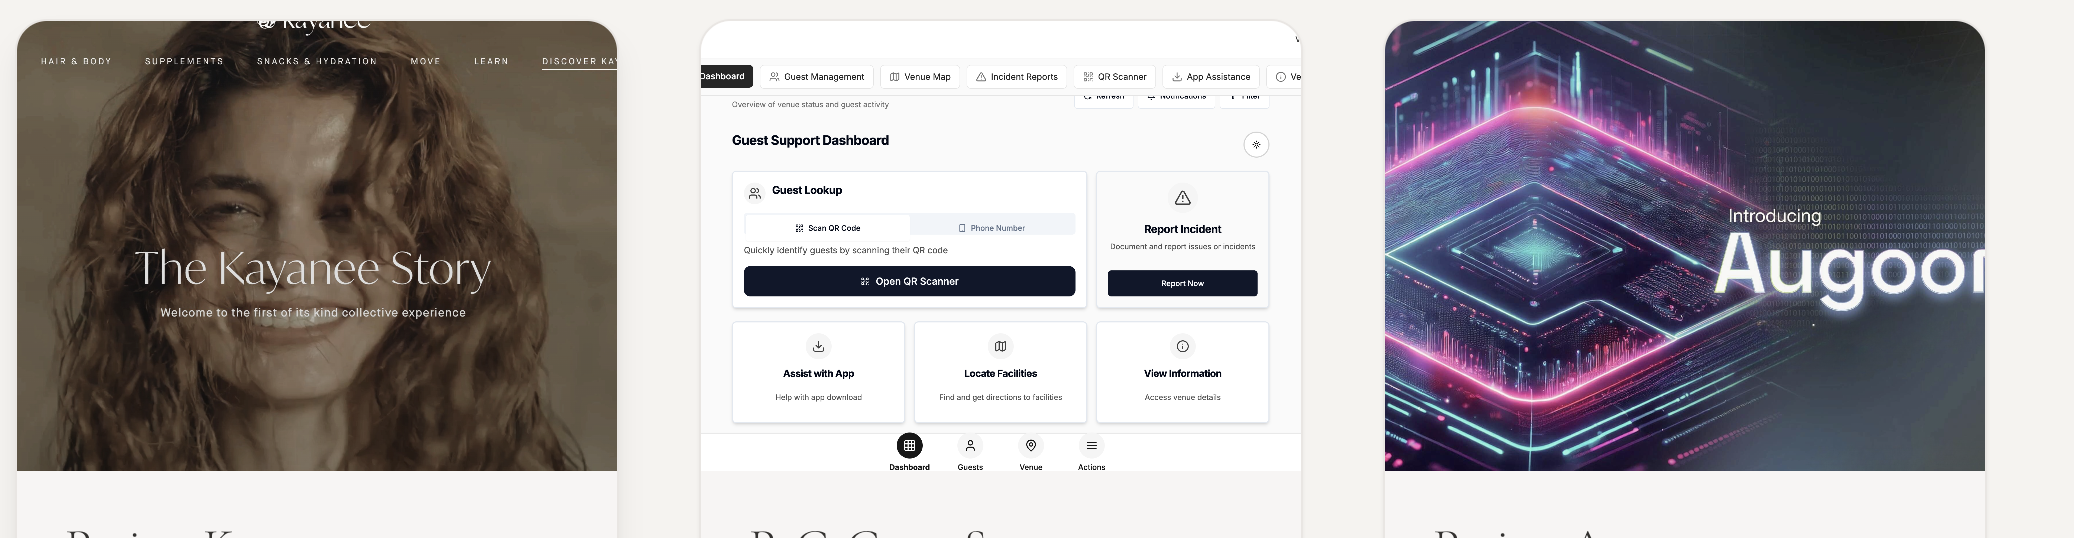 Kayanee
HAIR & BODY SUPPLEMENTS SNACKS & HYDRATION MOVE LEARN DISCOVER KAY
The Kayanee Story
Welcome to the first of its kind collective experience
Dashboard Guest Management Venue Map Incident Reports QR Scanner App Assistance Ve
Overview of venue status and guest activity Refresh Notifications Filter
Guest Support Dashboard
Guest Lookup
Scan QR Code Phone Number
Quickly identify guests by scanning their QR code
Open QR Scanner
Report Incident
Document and report issues or incidents
Report Now
Assist with App
Help with app download
Locate Facilities
Find and get directions to facilities
View Information
Access venue details
Dashboard Guests Venue Actions
Introducing
Augoor